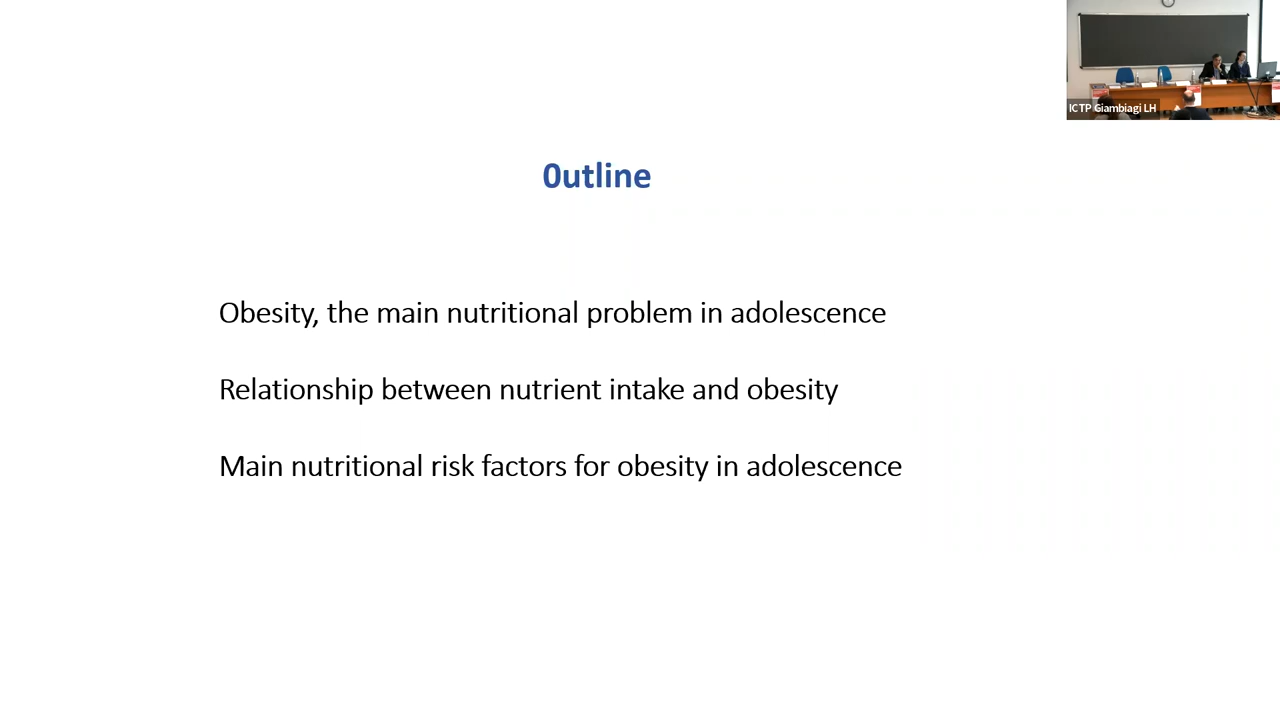 ICTP Giambiagi LH
0utline
Obesity, the main nutritional problem in adolescence
Relationship between nutrient intake and obesity
Main nutritional risk factors for obesity in adolescence